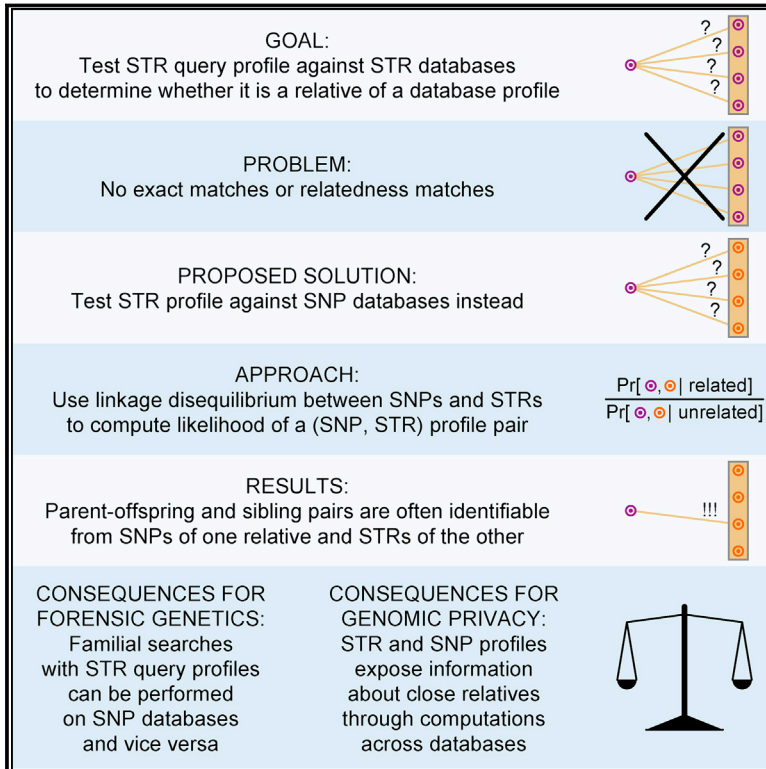 GOAL:
Test STR query profile against STR databases
to determine whether it is a relative of a database profile
?
?
?
?
PROBLEM:
No exact matches or relatedness matches
PROPOSED SOLUTION:
Test STR profile against SNP databases instead
?
?
?
?
APPROACH:
Use linkage disequilibrium between SNPs and STRs
to compute likelihood of a (SNP, STR) profile pair
Pr[ , | related]
Pr[ , | unrelated]
RESULTS:
Parent-offspring and sibling pairs are often identifiable
from SNPs of one relative and STRs of the other
!!!
CONSEQUENCES FOR
FORENSIC GENETICS:
Familial searches
with STR query profiles
can be performed
on SNP databases
and vice versa
CONSEQUENCES FOR
GENOMIC PRIVACY:
STR and SNP profiles
expose information
about close relatives
through computations
across databases